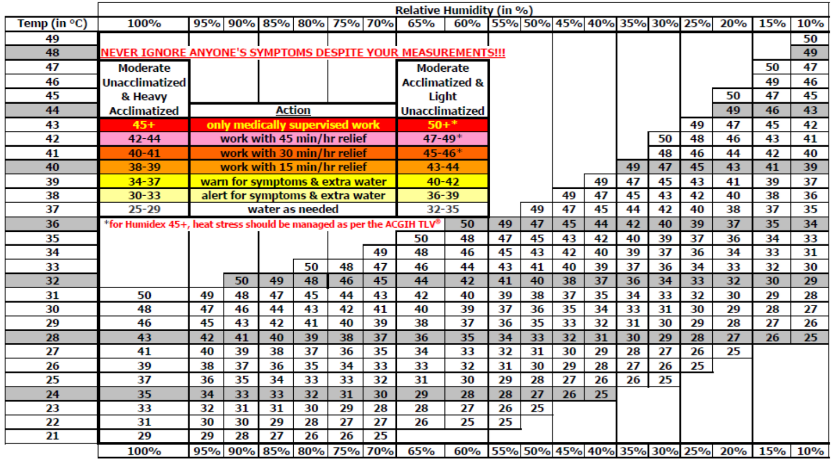 Relative Humidity (in %)
Temp (in °C) 100% 95% 90% 85% 80% 75% 70% 65% 60% 55% 50% 45% 40% 35% 30% 25% 20% 15% 10%
49 50
48 NEVER IGNORE ANYONE'S SYMPTOMS DESPITE YOUR MEASUREMENTS!!! 49
47 Moderate Moderate 50 47
46 Unacclimatized Acclimatized & 49 46
45 & Heavy Light 50 47 45
44 Acclimatized Action Unacclimatized 49 46 43
43 45+ only medically supervised work 50+* 49 47 45 42
42 42-44 work with 45 min/hr relief 47-49* 50 48 46 43 41
41 40-41 work with 30 min/hr relief 45-46* 48 46 44 42 40
40 38-39 work with 15 min/hr relief 43-44 49 47 45 43 41 39
39 34-37 warn for symptoms & extra water 40-42 49 47 45 43 41 39 37
38 30-33 alert for symptoms & extra water 36-39 49 47 45 43 42 40 38 36
37 25-29 water as needed 32-35 49 47 45 44 42 40 38 37 35
36 *for Humidex 45+, heat stress should be managed as per the ACGIH TLV® 50 49 47 45 44 42 40 39 37 35 34
35 50 48 47 45 43 42 40 39 37 36 34 33
34 49 48 46 45 43 42 40 39 37 36 34 33 31
33 50 48 47 46 44 43 41 40 39 37 36 34 33 32 30
32 50 49 48 46 45 44 42 41 40 38 37 36 34 33 32 30 29
31 50 49 48 47 45 44 43 42 40 39 38 37 35 34 33 32 30 29 28
30 48 47 46 44 43 42 41 40 39 37 36 35 34 33 31 30 29 28 27
29 46 45 43 42 41 40 39 38 37 36 35 33 32 31 30 29 28 27 26
28 43 42 41 40 39 38 37 36 35 34 33 32 31 30 29 28 27 26 25
27 41 40 39 38 37 36 35 34 33 32 31 30 29 28 27 26 25
26 39 38 37 36 35 34 33 33 32 31 30 29 28 27 26 25
25 37 36 35 34 33 33 32 31 30 29 28 27 26 26 25
24 35 34 33 33 32 31 30 29 28 28 27 26 25
23 33 32 31 31 30 29 28 28 27 26 25
22 31 30 30 29 28 27 27 26 25 25
21 29 29 28 27 26 26 25
100% 95% 90% 85% 80% 75% 70% 65% 60% 55% 50% 45% 40% 35% 30% 25% 20% 15% 10%